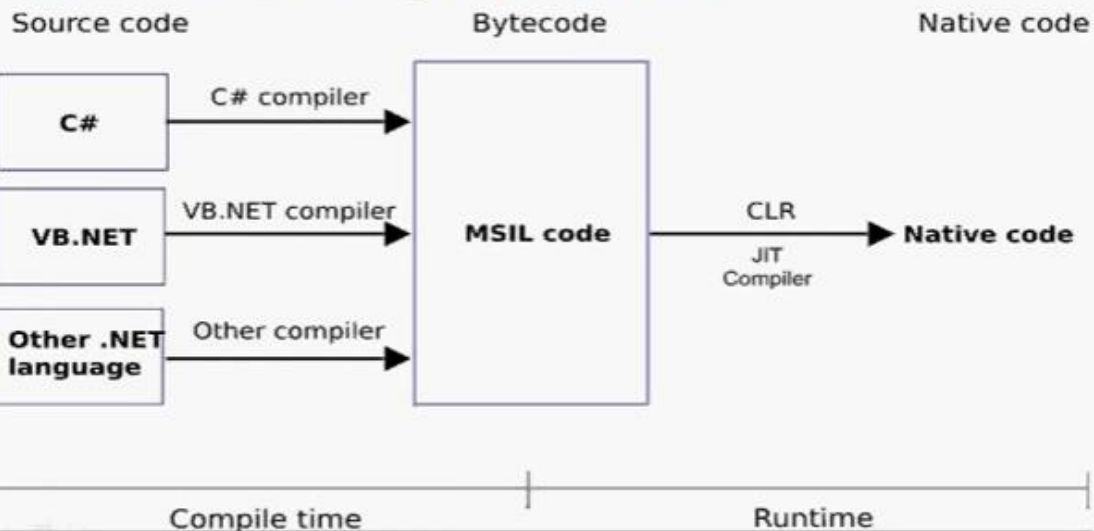 Source code
Bytecode
Native code
C#
C# compiler
VB.NET
VB.NET compiler
MSIL code
CLR
JIT
Compiler
Native code
Other .NET
language
Other compiler
Compile time
Runtime